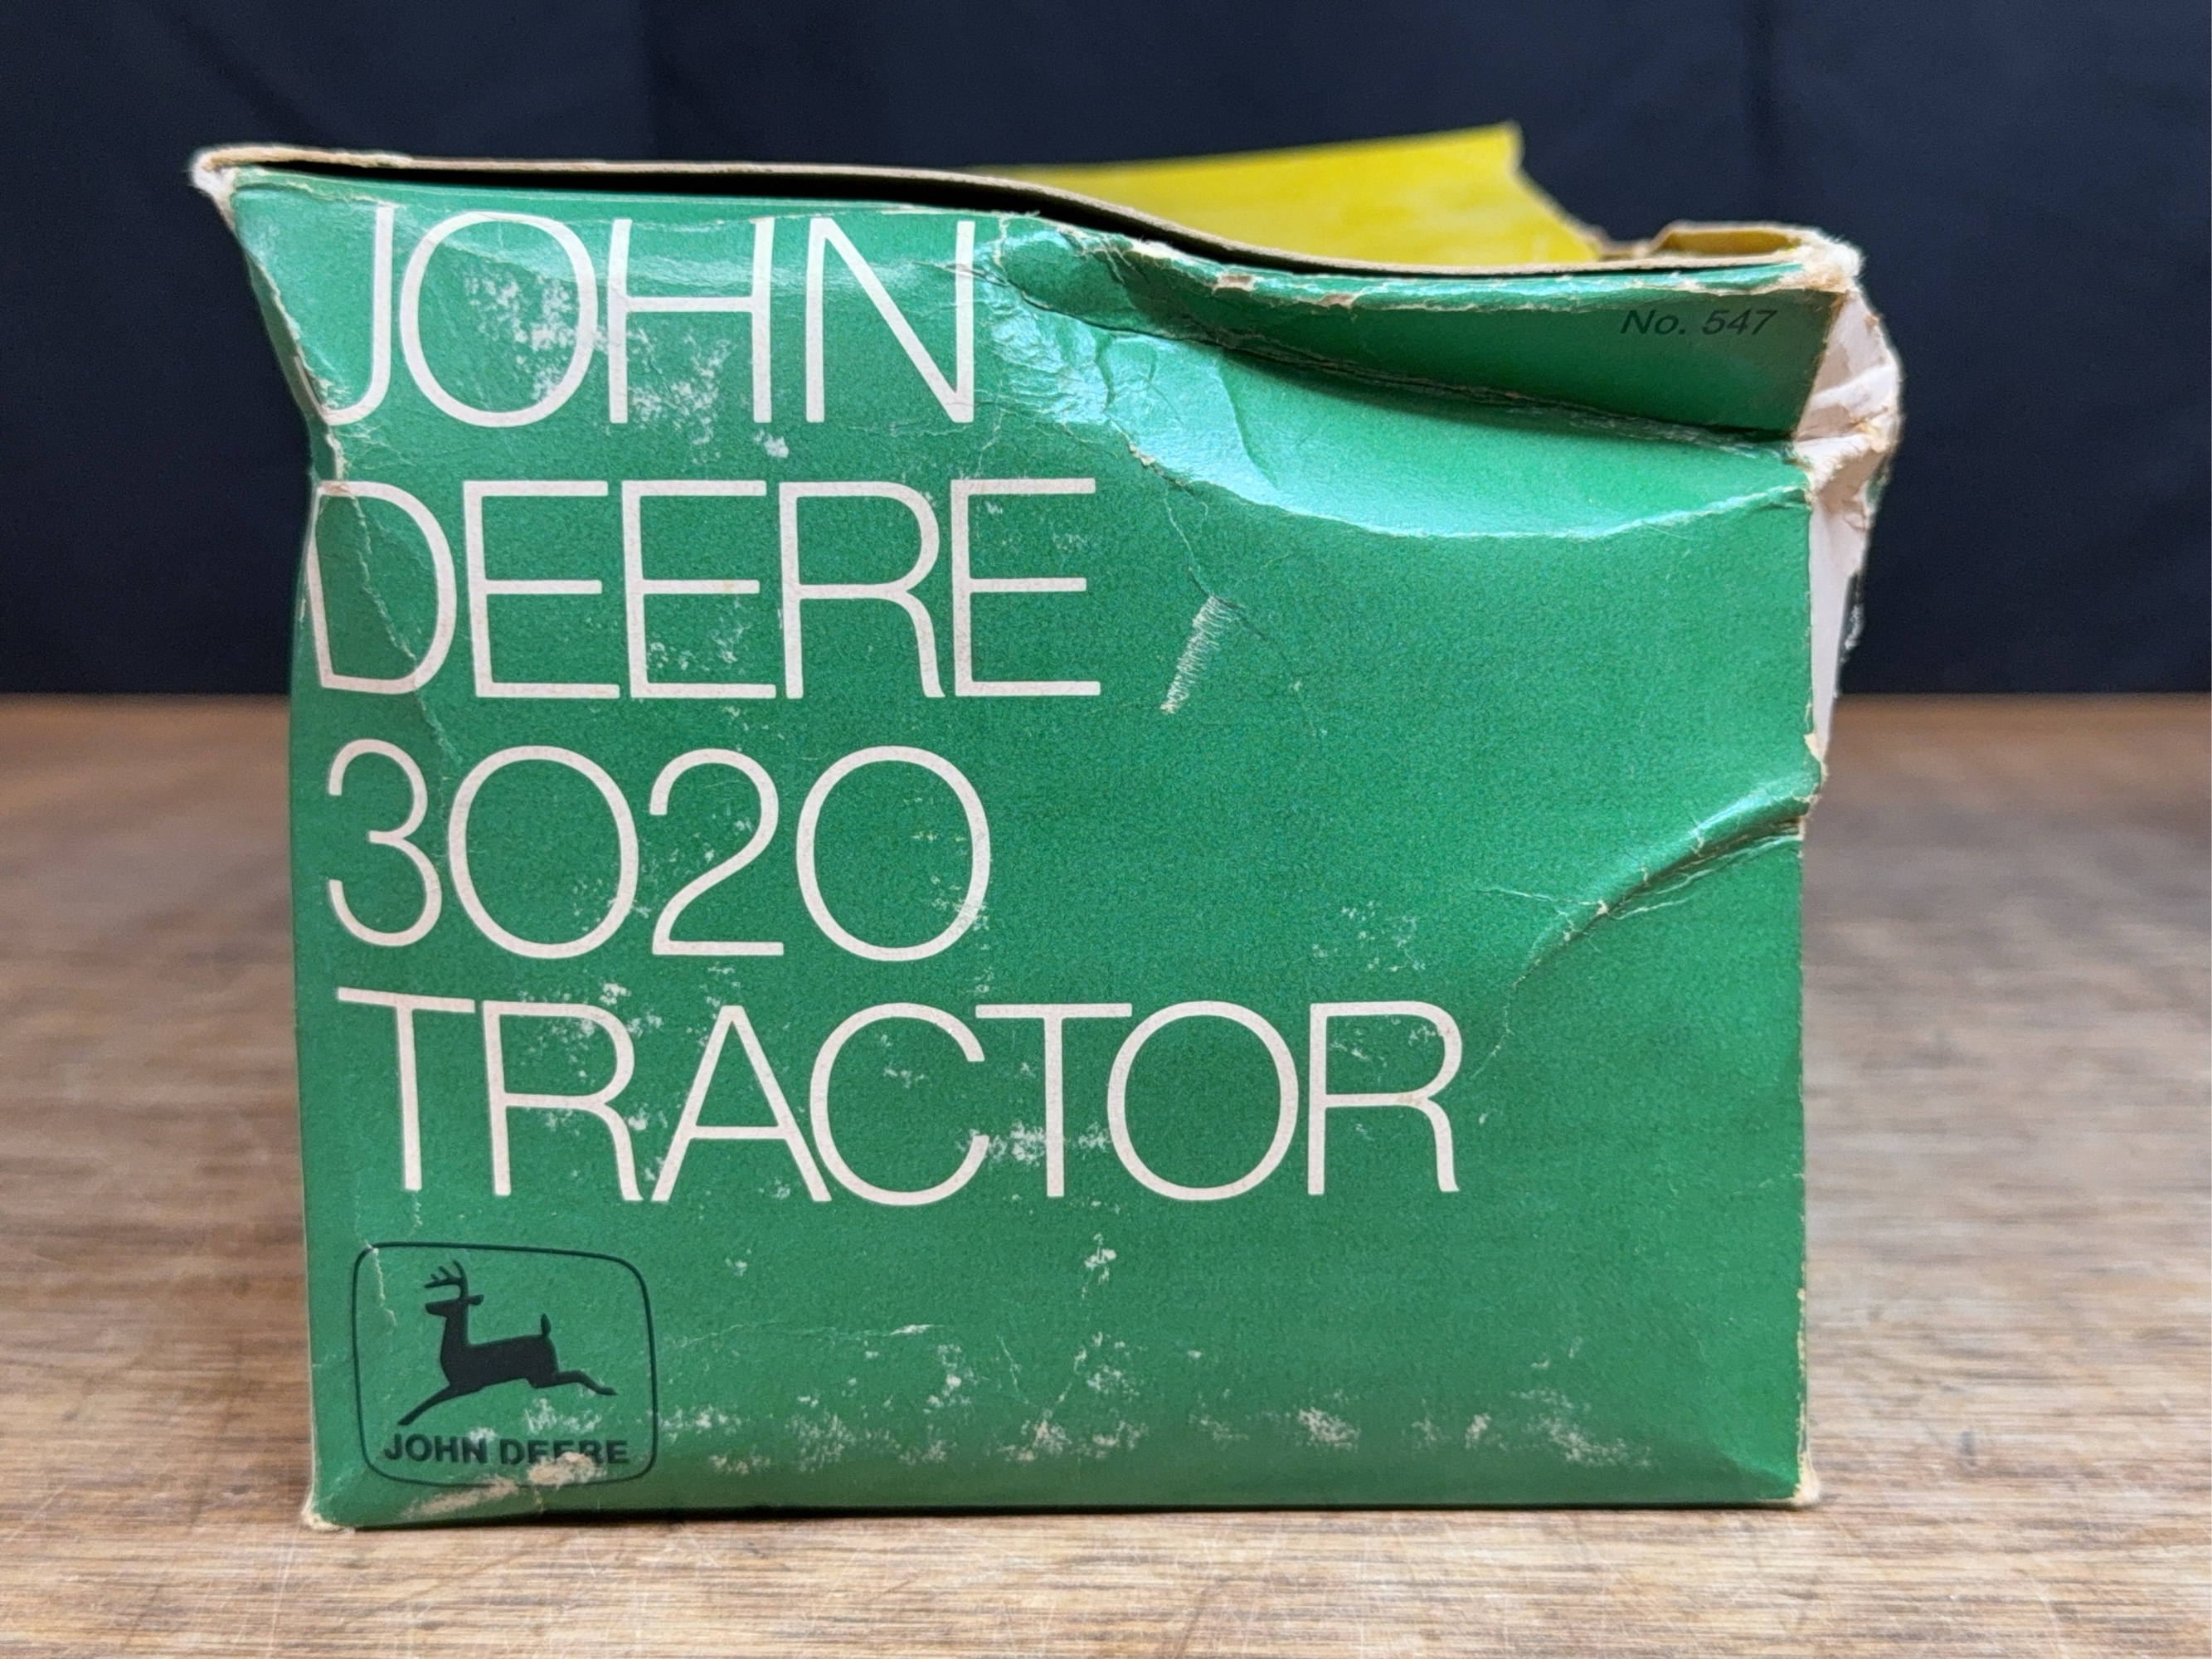 JOHN
No. 547
DEERE
3020
TRACTOR
JOHN DEERE